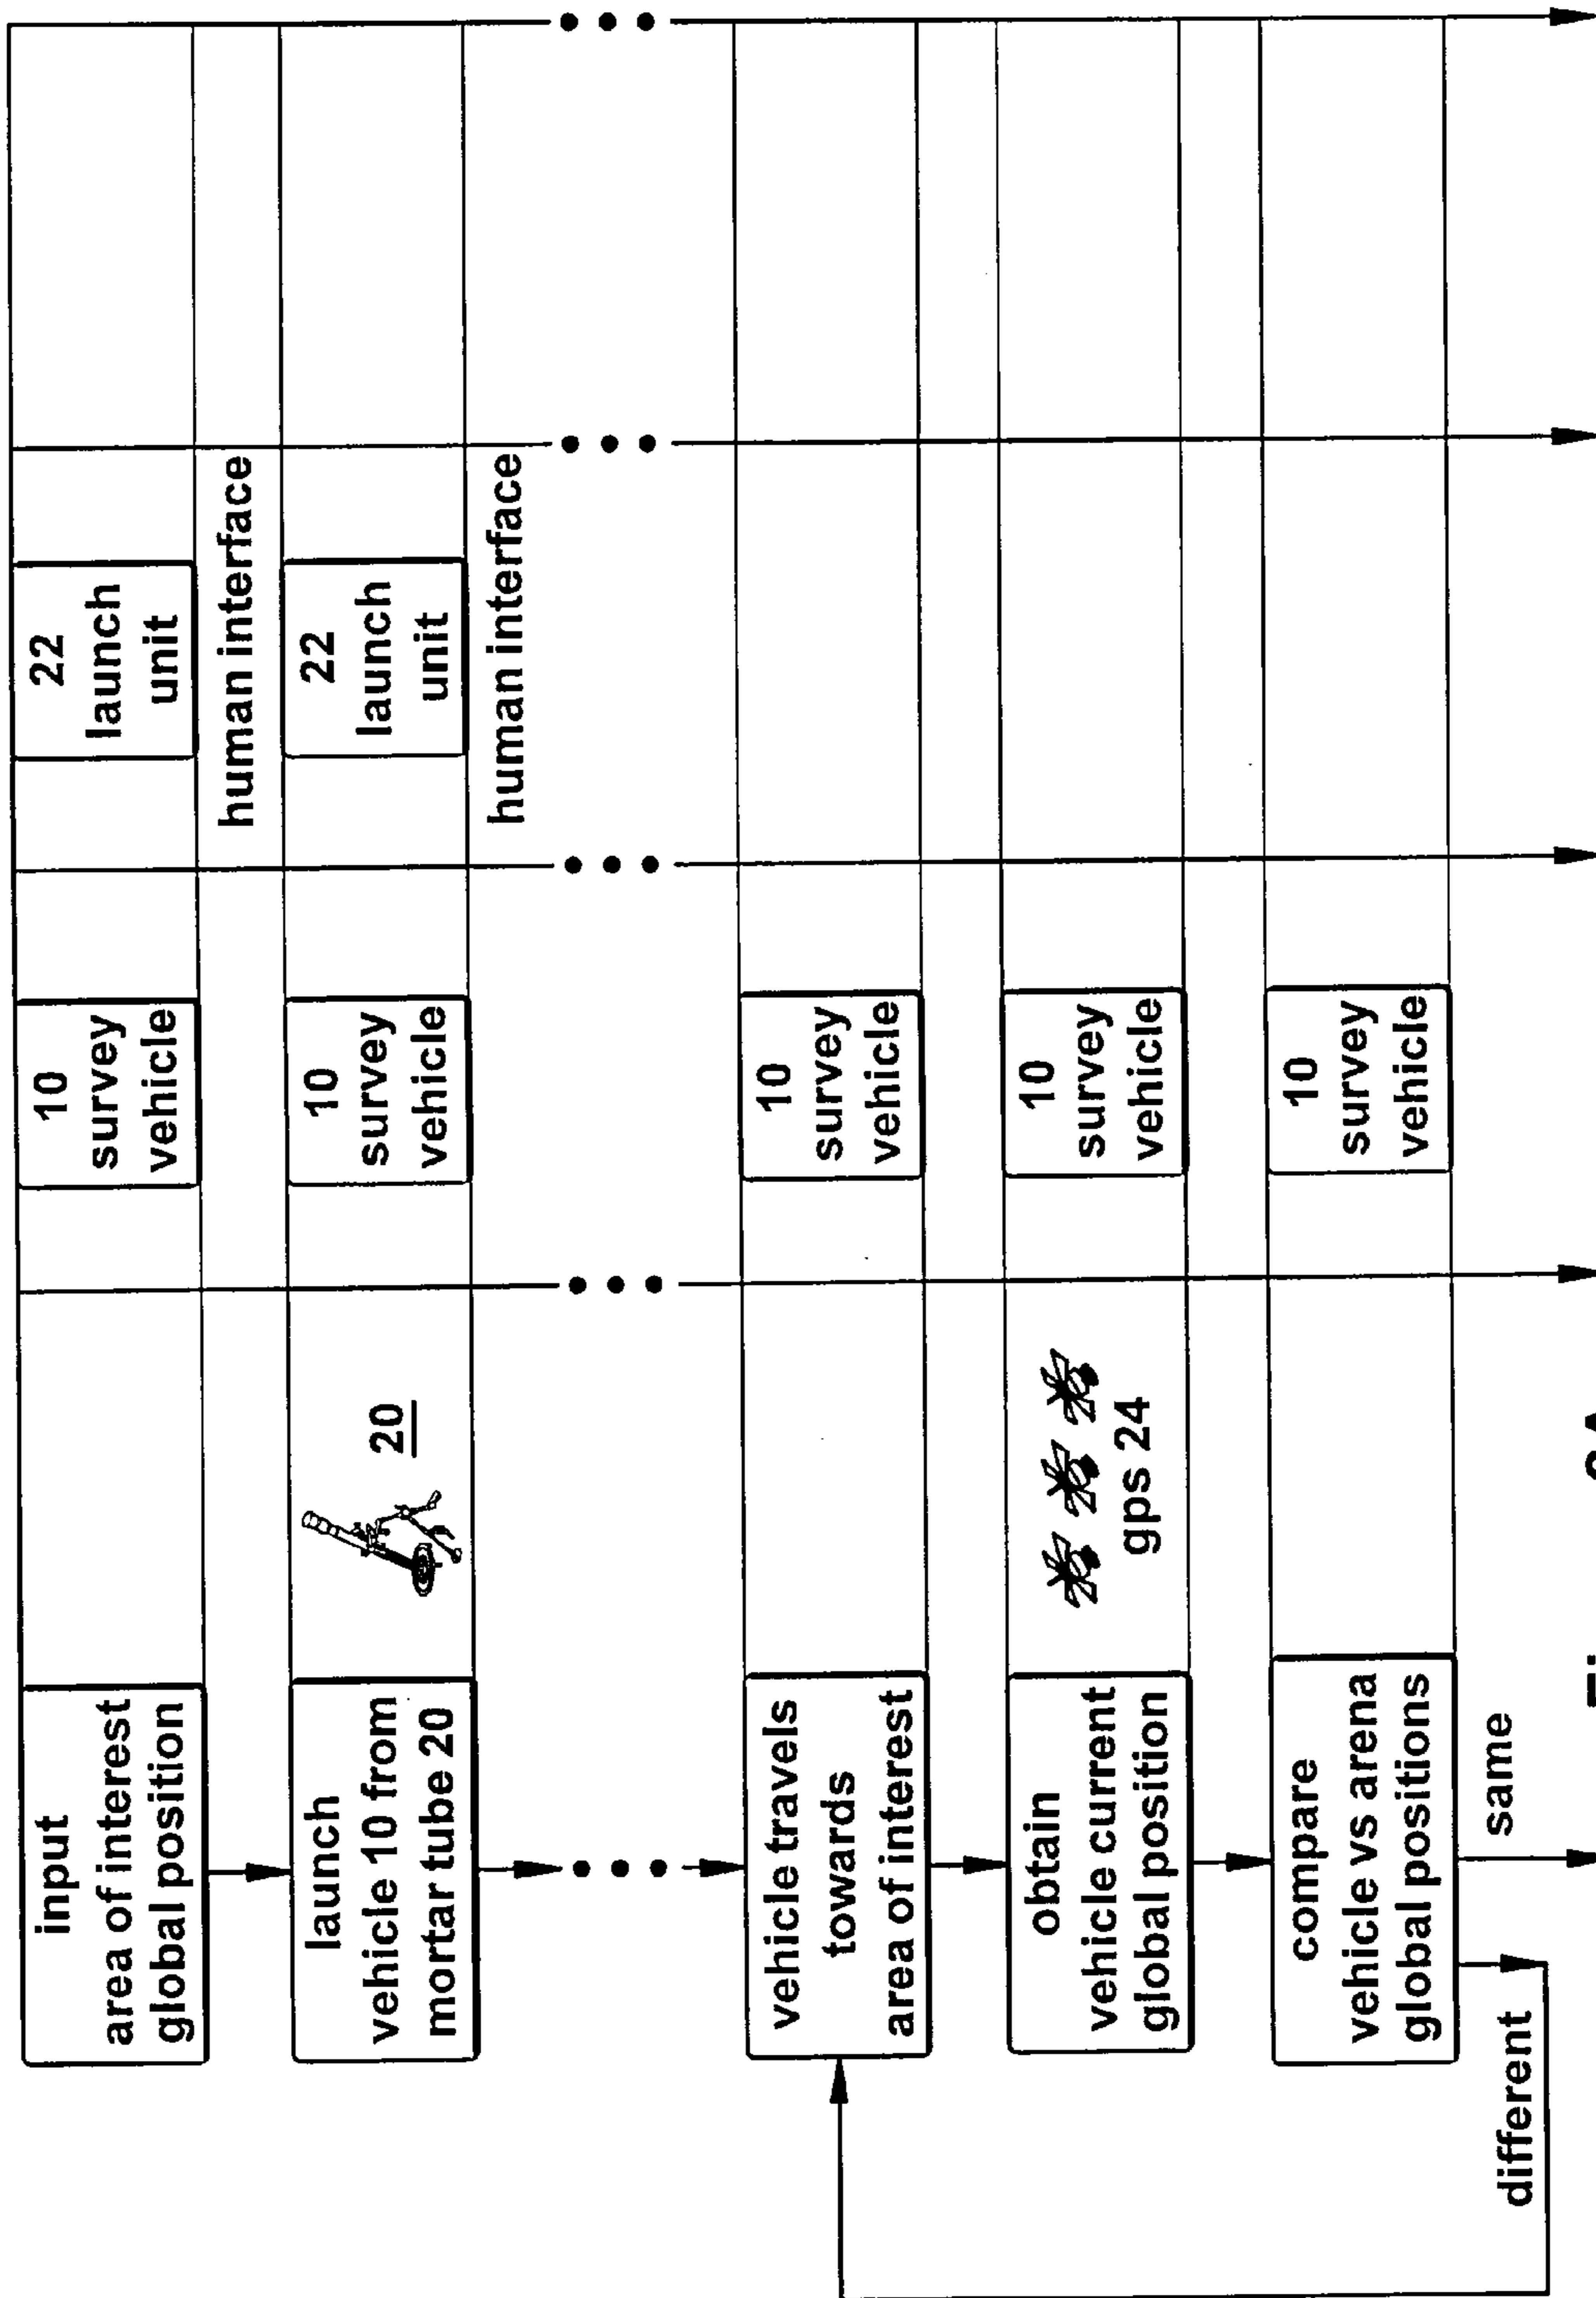 input
area of interest
global position
10
survey
vehicle
22
launch
unit
human interface
launch
vehicle 10 from
mortar tube 20
20
10
survey
vehicle
22
launch
unit
human interface
vehicle travels
towards
area of interest
10
survey
vehicle
obtain
vehicle current
global position
gps 24
10
survey
vehicle
compare
vehicle vs arena
global positions
10
survey
vehicle
different
same